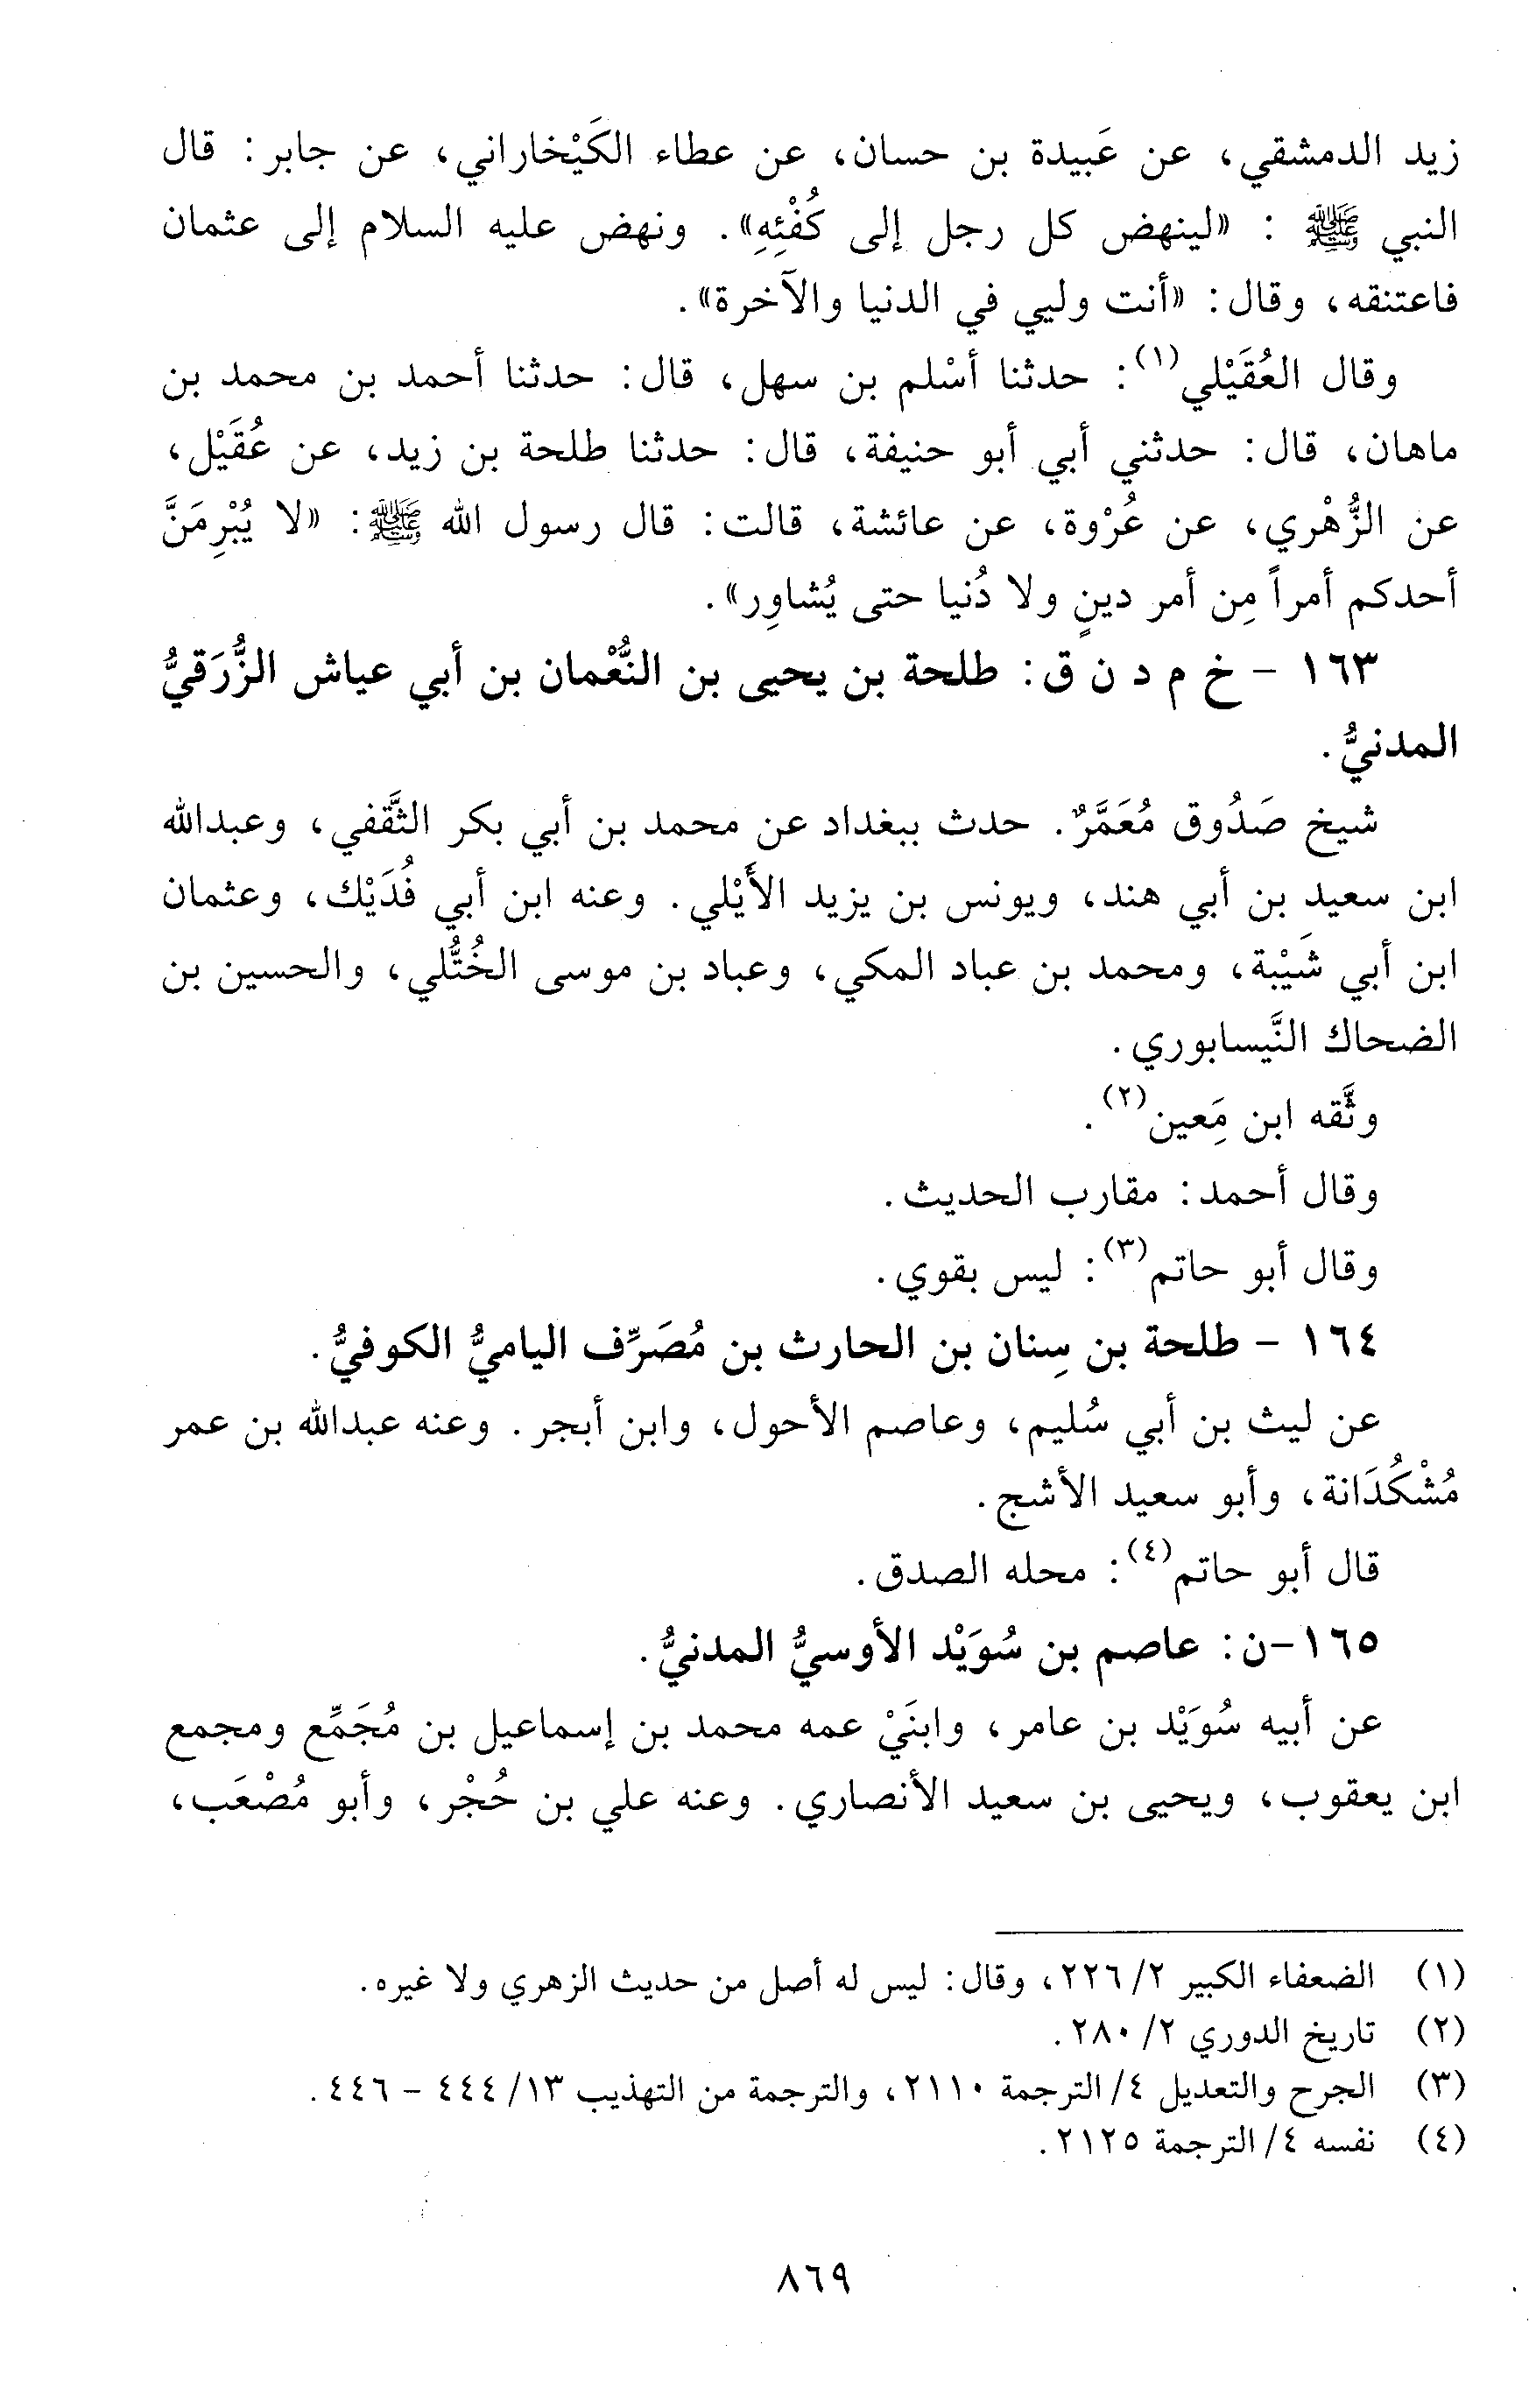 زيد الدمشقي، عن عَبيدة بن حسان، عن عطاء الكَيْخاراني، عن جابر: قال
النبي ﷺ : «لينهض كل رجل إلى كُفْئِهِ». ونهض عليه السلام إلى عثمان
فاعتنقه، وقال: «أنت وليي في الدنيا والآخرة».
وقال العُقَيْلي(١): حدثنا أسْلم بن سهل، قال: حدثنا أحمد بن محمد بن
ماهان، قال: حدثني أبي أبو حنيفة، قال: حدثنا طلحة بن زيد، عن عُقَيْل،
عن الزُّهْري، عن عُرْوة، عن عائشة، قالت: قال رسول الله ﷺ: «لا يُبْرِمَنَّ
أحدكم أمراً مِن أمر دينٍ ولا دُنيا حتى يُشاوِر».
١٦٣ - خ م د ن ق: طلحة بن يحيى بن النُّعْمان بن أبي عياش الزُّرَقيُّ
المدنيُّ.
شيخ صَدُوق مُعَمَّرٌ. حدث ببغداد عن محمد بن أبي بكر الثَّقفي، وعبدالله
ابن سعيد بن أبي هند، ويونس بن يزيد الأَيْلي. وعنه ابن أبي فُدَيْك، وعثمان
ابن أبي شَيْبة، ومحمد بن عباد المكي، وعباد بن موسى الخُتُّلي، والحسين بن
الضحاك النَّيسابوري.
وثَّقه ابن مَعِين(٢).
وقال أحمد: مقارب الحديث.
وقال أبو حاتم(٣): ليس بقوي.
١٦٤ - طلحة بن سِنان بن الحارث بن مُصَرِّف الياميُّ الكوفيُّ.
عن ليث بن أبي سُليم، وعاصم الأحول، وابن أبجر. وعنه عبدالله بن عمر
مُشْكُدَانة، وأبو سعيد الأشج.
قال أبو حاتم(٤): محله الصدق.
١٦٥-ن: عاصم بن سُوَيْد الأوسيُّ المدنيُّ.
عن أبيه سُوَيْد بن عامر، وابنَيْ عمه محمد بن إسماعيل بن مُجَمِّع ومجمع
ابن يعقوب، ويحيى بن سعيد الأنصاري. وعنه علي بن حُجْر، وأبو مُصْعَب،
(١) الضعفاء الكبير ٢/ ٢٢٦، وقال: ليس له أصل من حديث الزهري ولا غيره.
(٢) تاريخ الدوري ٢/ ٢٨٠.
(٣) الجرح والتعديل ٤/ الترجمة ٢١١٠، والترجمة من التهذيب ١٣/ ٤٤٤ - ٤٤٦.
(٤) نفسه ٤/ الترجمة ٢١٢٥.
٨٦٩